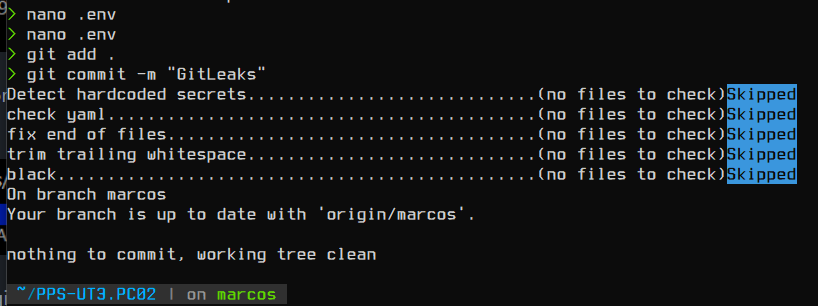 > nano .env
> nano .env
> git add .
> git commit -m "GitLeaks"
Detect hardcoded secrets.............................(no files to check)Skipped
check yaml...........................................(no files to check)Skipped
fix end of files.....................................(no files to check)Skipped
trim trailing whitespace.............................(no files to check)Skipped
black................................................(no files to check)Skipped
On branch marcos
Your branch is up to date with 'origin/marcos'.
nothing to commit, working tree clean
~/PPS-UT3.PC02 | on marcos